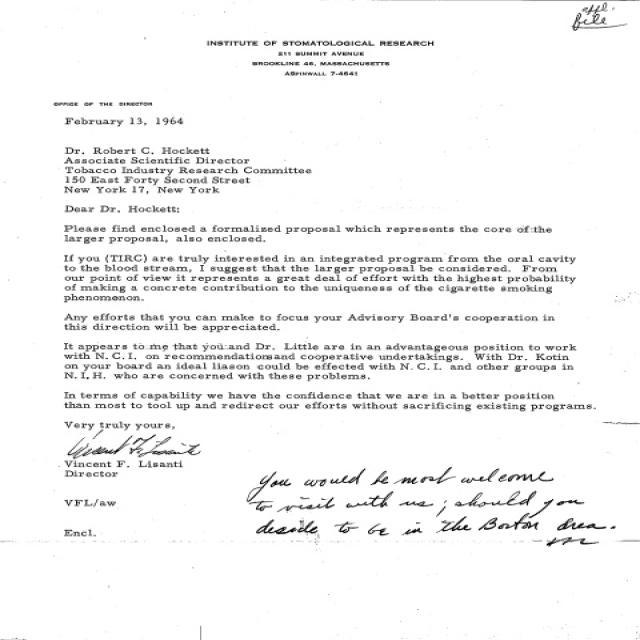 appl.
file
INSTITUTE OF STOMATOLOGICAL RESEARCH
211 SUMMIT AVENUE
BROOKLINE 46, MASSACHUSETTS
ASPINWALL 7-4641
OFFICE OF THE DIRECTOR
February 13, 1964
Dr. Robert C. Hockett
Associate Scientific Director
Tobacco Industry Research Committee
150 East Forty Second Street
New York 17, New York
Dear Dr. Hockett:
Please find enclosed a formalized proposal which represents the core of the
larger proposal, also enclosed.
If you (TIRC) are truly interested in an integrated program from the oral cavity
to the blood stream, I suggest that the larger proposal be considered. From
our point of view it represents a great deal of effort with the highest probability
of making a concrete contribution to the uniqueness of the cigarette smoking
phenomenon.
Any efforts that you can make to focus your Advisory Board's cooperation in
this direction will be appreciated.
It appears to me that you and Dr. Little are in an advantageous position to work
with N.C.I. on recommendations and cooperative undertakings. With Dr. Kotin
on your board an ideal liason could be effected with N.C.I. and other groups in
N.I.H. who are concerned with these problems.
In terms of capability we have the confidence that we are in a better position
than most to tool up and redirect our efforts without sacrificing existing programs.
Very truly yours,
Vincent F. Lisanti
Vincent F. Lisanti
Director
You would be most welcome
to visit with us; should you
decide to be in the Boston area.
VFL/aw
Encl.